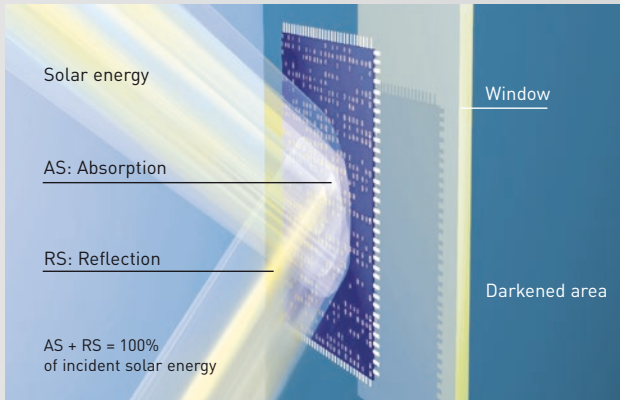 Solar energy
Window
AS: Absorption
RS: Reflection
Darkened area
AS + RS = 100%
of incident solar energy